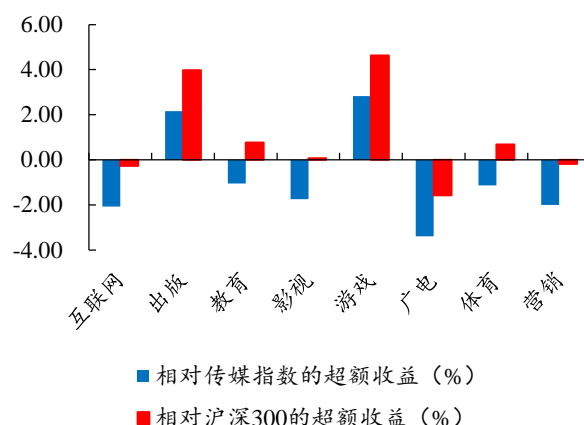 6.00
4.00
2.00
0.00
-2.00
-4.00
互联网
出版
教育
影视
游戏
广电
体育
营销
相对传媒指数的超额收益（%）
相对沪深300的超额收益（%）